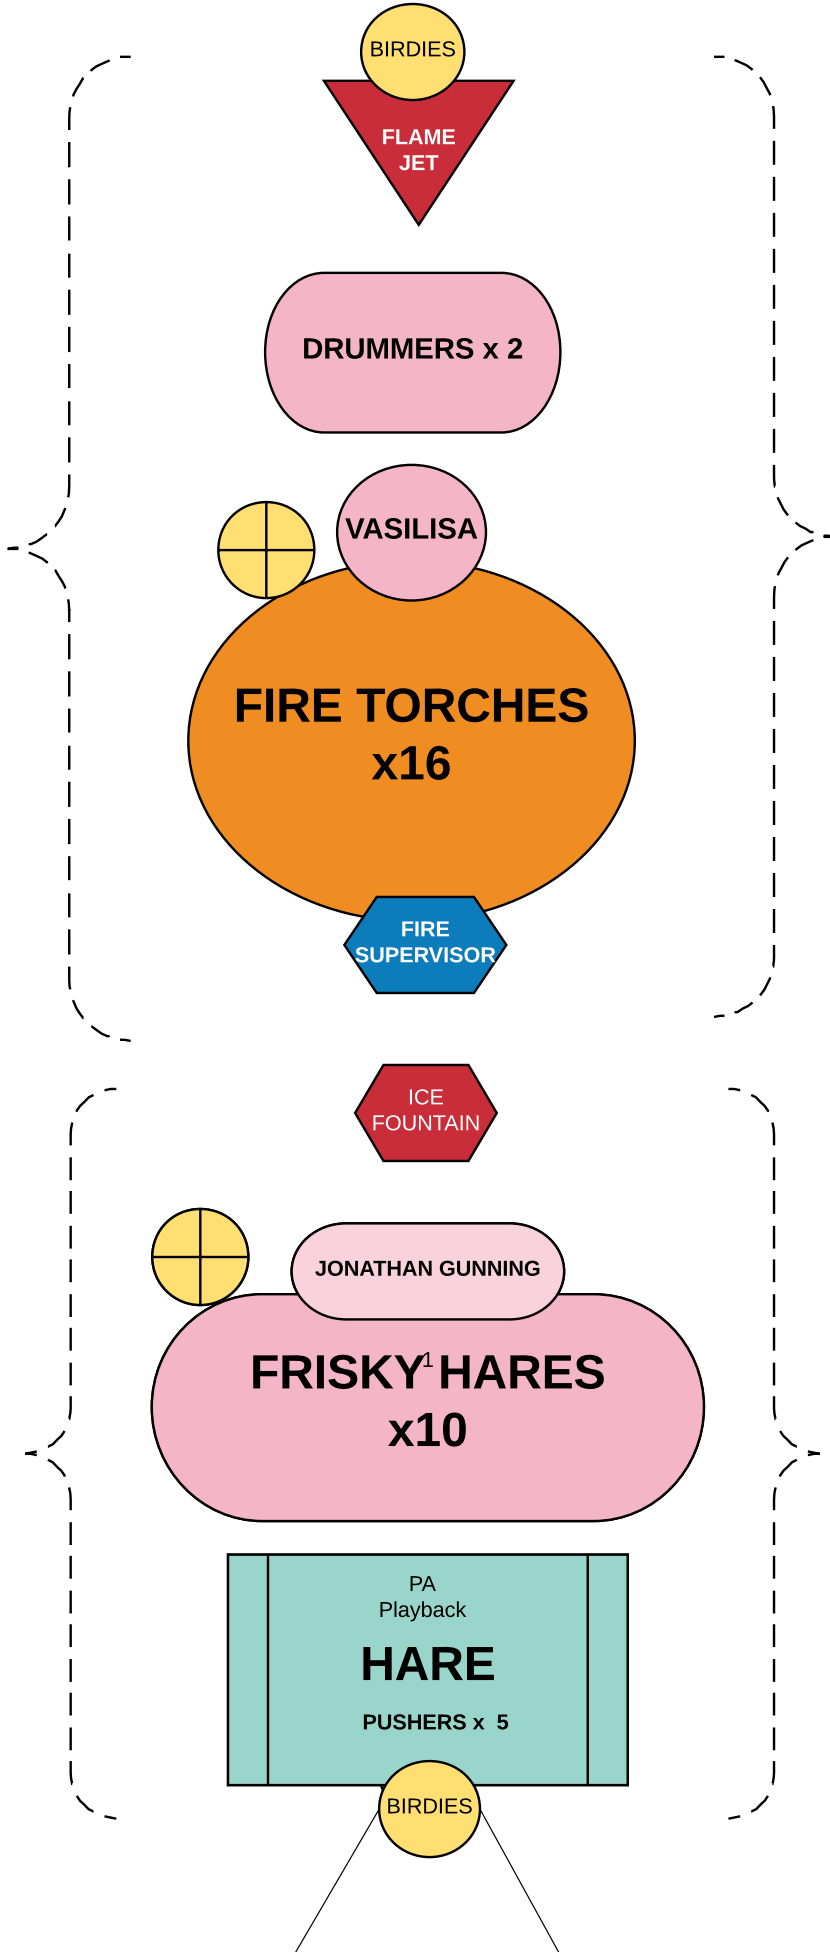 BIRDIES
FLAME
JET
DRUMMERS x 2
VASILISA
FIRE TORCHES
x16
FIRE
SUPERVISOR
ICE
FOUNTAIN
JONATHAN GUNNING
FRISKY1 HARES
x10
PA
Playback
HARE
PUSHERS x  5
BIRDIES